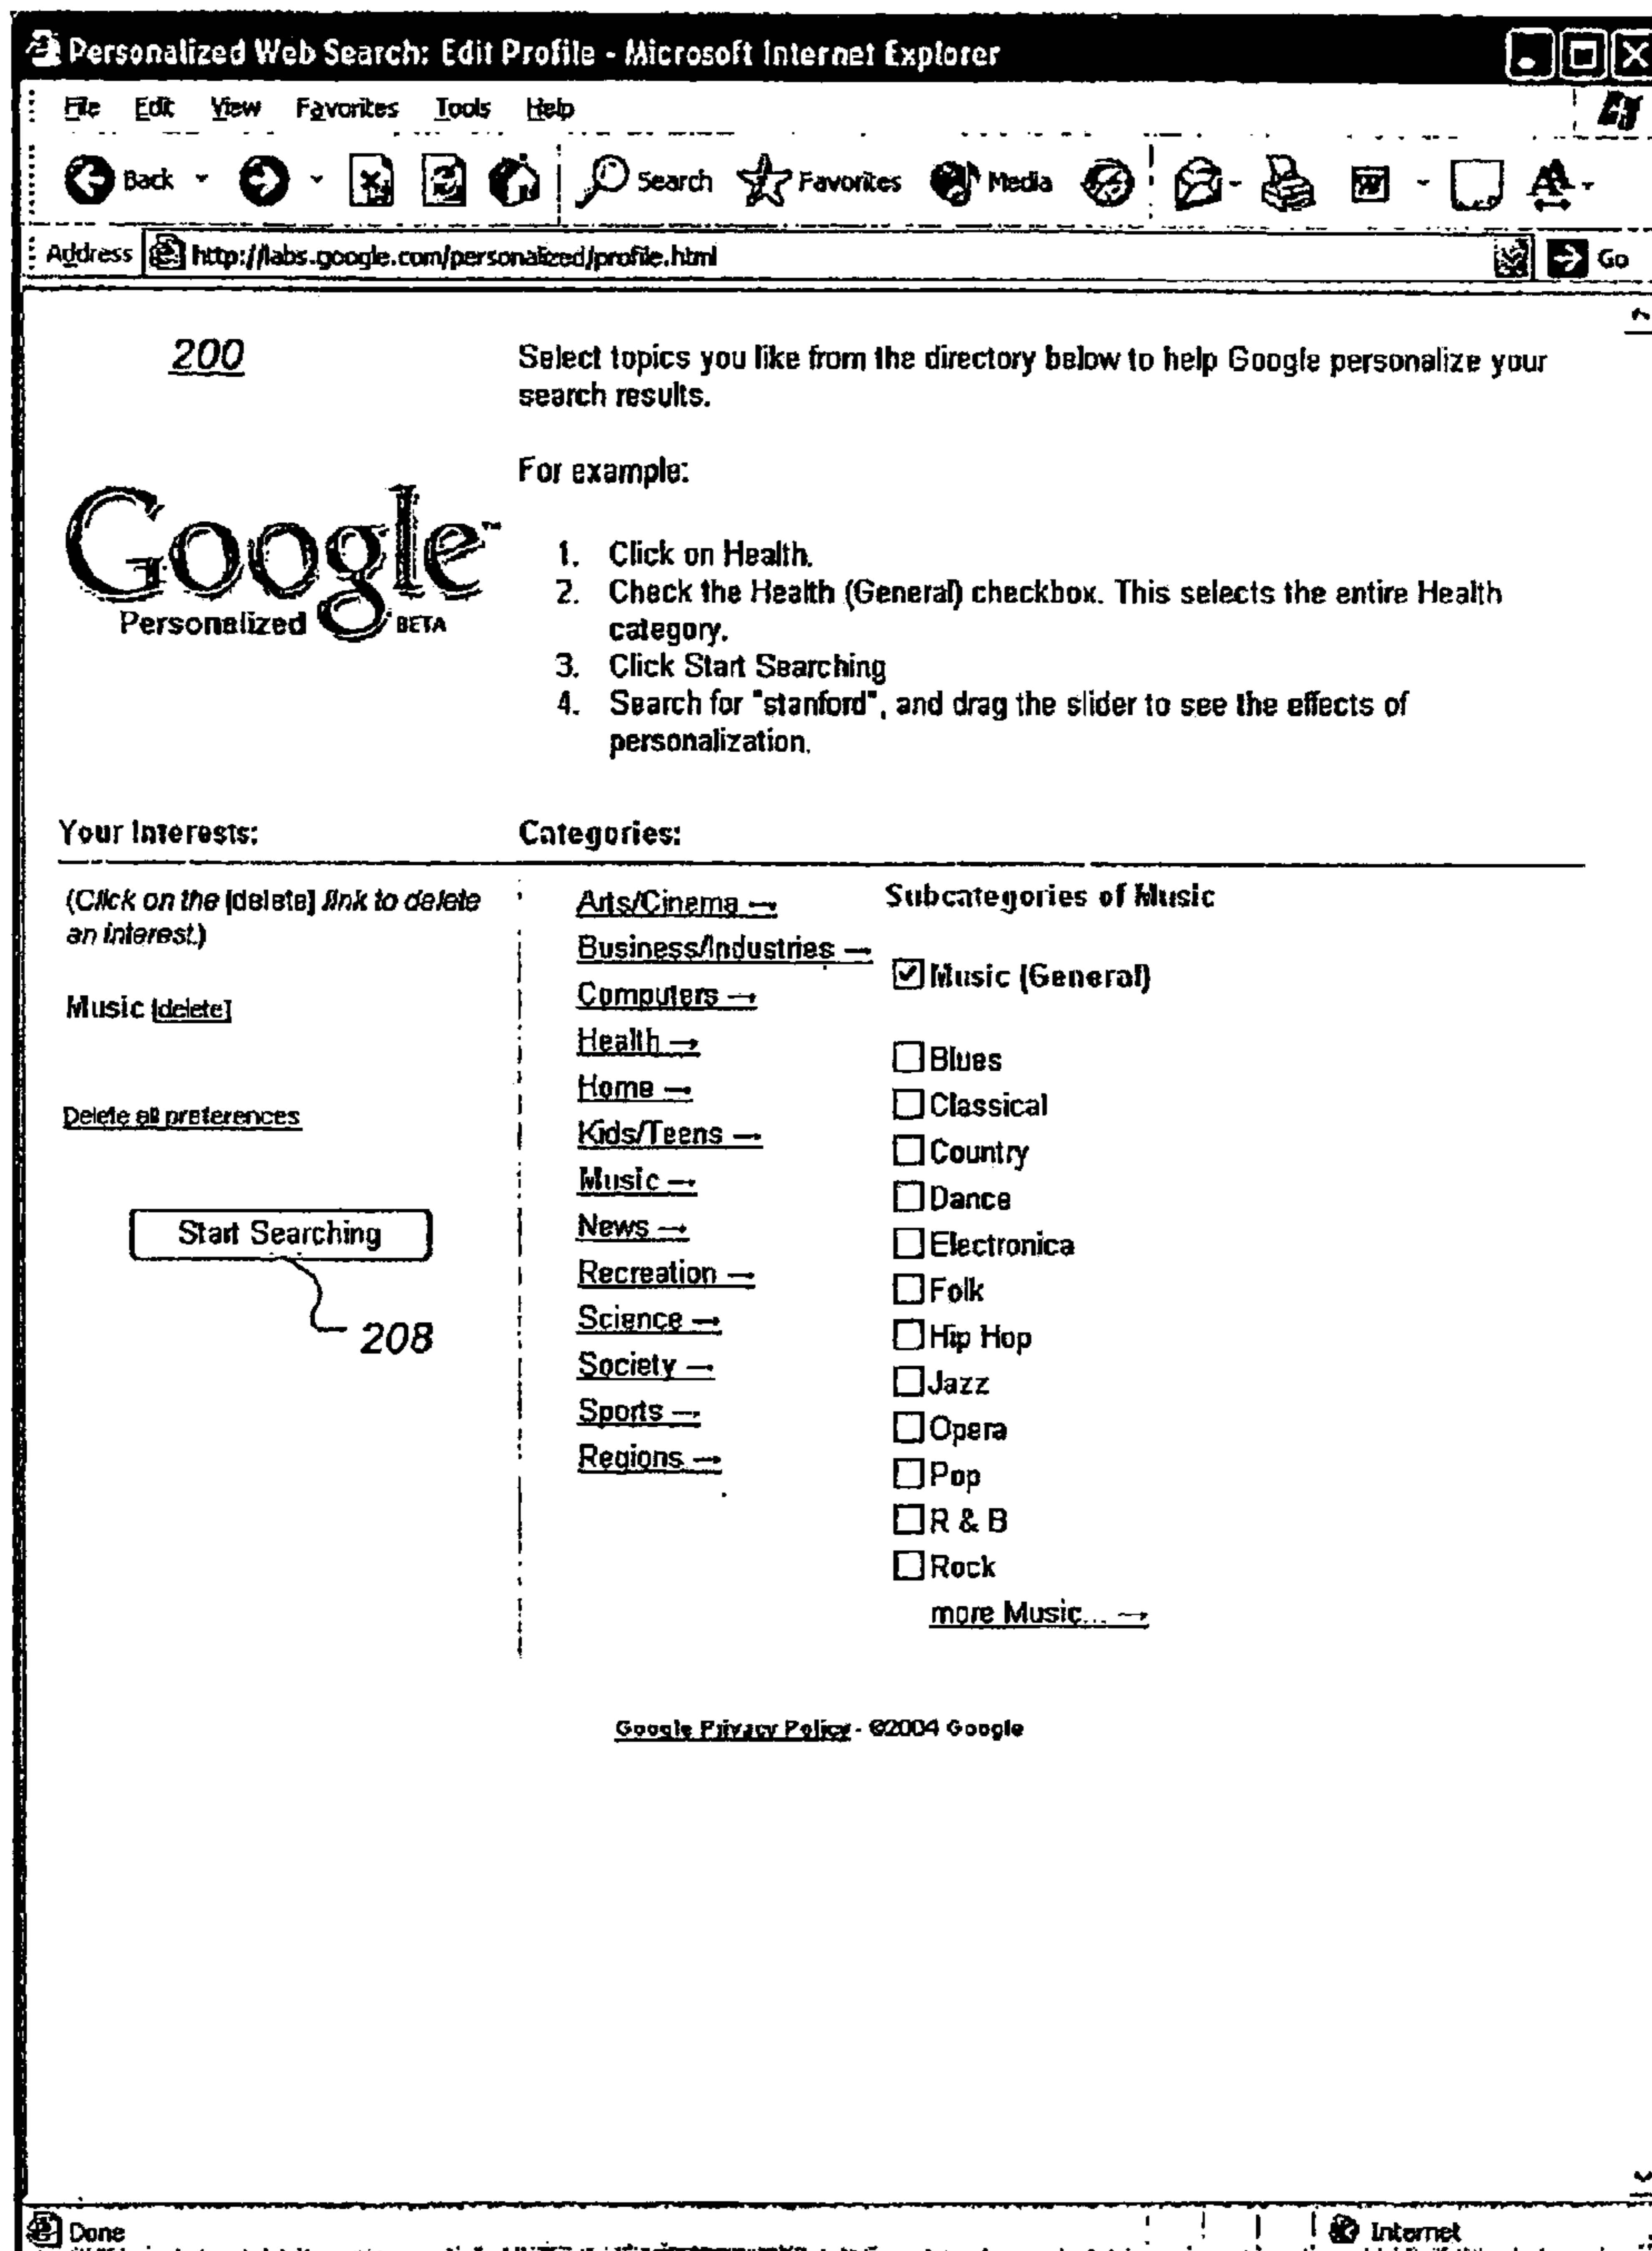 Personalized Web Search: Edit Profile - Microsoft Internet Explorer
File Edit View Favorites Tools Help
Back Search Favorites Media
Address http://labs.google.com/personalized/profile.html Go
200
Select topics you like from the directory below to help Google personalize your
search results.
For example:
Google™
Personalized BETA
1. Click on Health.
2. Check the Health (General) checkbox. This selects the entire Health
category.
3. Click Start Searching
4. Search for "stanford", and drag the slider to see the effects of
personalization.
Your Interests:
(Click on the [delete] link to delete
an interest.)
Music [delete]
Delete all preferences
Start Searching
208
Categories:
Arts/Cinema →
Business/Industries →
Computers →
Health →
Home →
Kids/Teens →
Music →
News →
Recreation →
Science →
Society →
Sports →
Regions →
Subcategories of Music
Music (General)
Blues
Classical
Country
Dance
Electronica
Folk
Hip Hop
Jazz
Opera
Pop
R & B
Rock
more Music... →
Google Privacy Policy - ©2004 Google
Done Internet